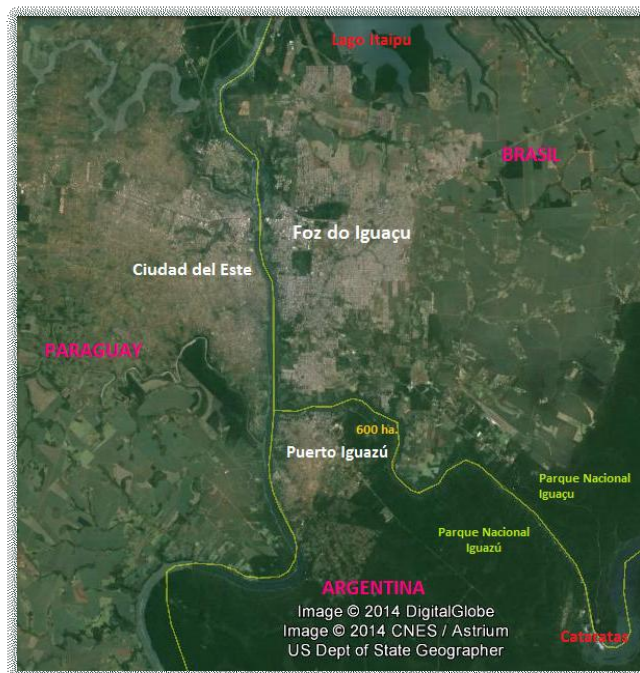 Lago Itaipu
BRASIL
Foz do Iguaçu
Ciudad del Este
PARAGUAY
600 ha.
Puerto Iguazú
Parque Nacional
Iguaçu
Parque Nacional
Iguazú
ARGENTINA
Image © 2014 DigitalGlobe
Image © 2014 CNES / Astrium
US Dept of State Geographer
Cataratas